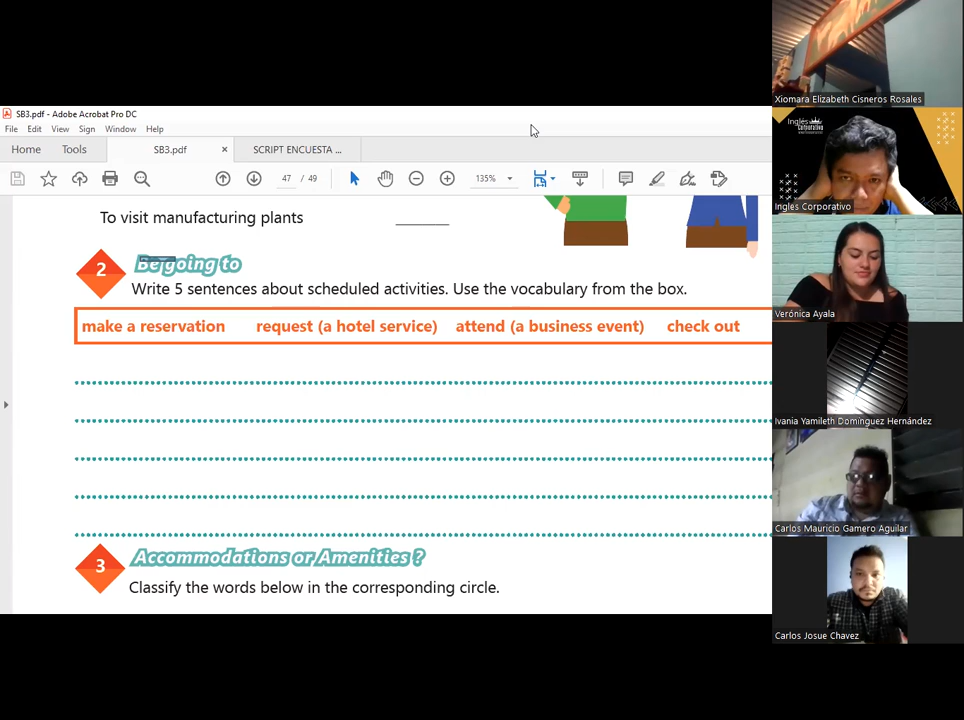 SB3.pdf - Adobe Acrobat Pro DC
File Edit View Sign Window Help
Home Tools SB3.pdf × SCRIPT ENCUESTA ...
47 / 49 135%
To visit manufacturing plants
2 Be going to
Write 5 sentences about scheduled activities. Use the vocabulary from the box.
make a reservation request (a hotel service) attend (a business event) check out
3 Accommodations or Amenities ?
Classify the words below in the corresponding circle.
Xiomara Elizabeth Cisneros Rosales
Inglés
Corporativo
Ingles Corporativo
Verónica Ayala
Ivania Yamileth Dominguez Hernández
Carlos Mauricio Gamero Aguilar
Carlos Josue Chavez